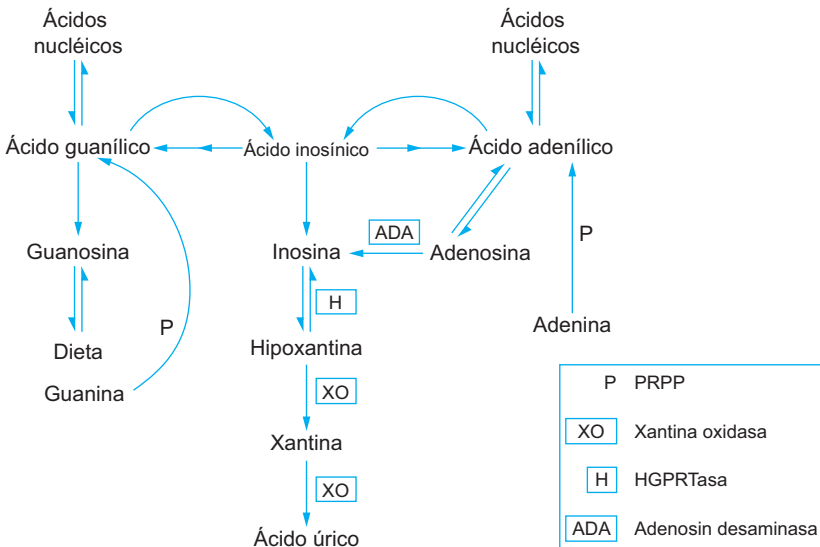 Ácidos
nucléicos
Ácidos
nucléicos
Ácido guanílico
Ácido inosínico
Ácido adenílico
Guanosina
Inosina
ADA
Adenosina
P
H
P
Dieta
Hipoxantina
Adenina
Guanina
XO
Xantina
XO
Ácido úrico
P PRPP
XO Xantina oxidasa
H HGPRTasa
ADA Adenosin desaminasa